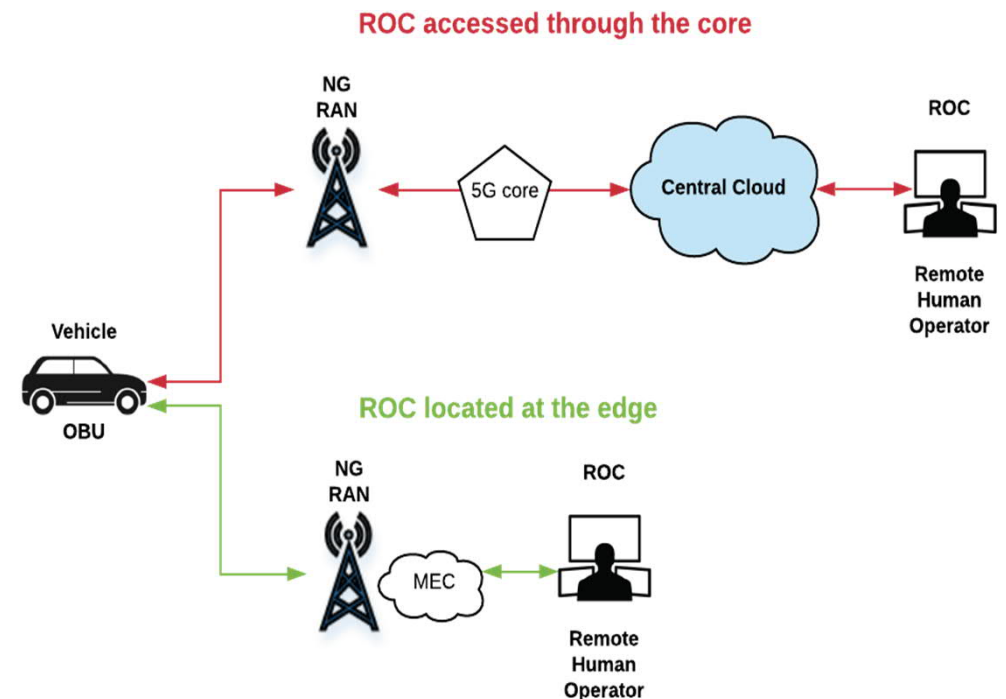 ROC accessed through the core
NG
RAN
5G core
Central Cloud
ROC
Remote
Human
Operator
Vehicle
OBU
ROC located at the edge
NG
RAN
MEC
ROC
Remote
Human
Operator